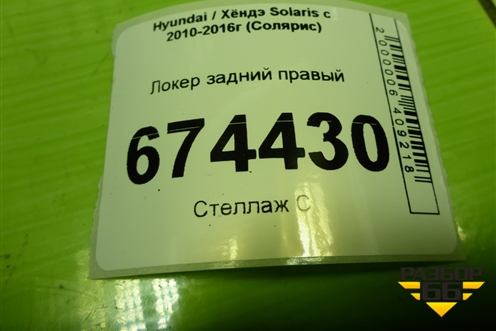 Hyundai / Хёндэ Solaris с
2010-2016г (Солярис)
Локер задний правый
674430
Стеллаж С
2000006409218
РАЗБОР
66